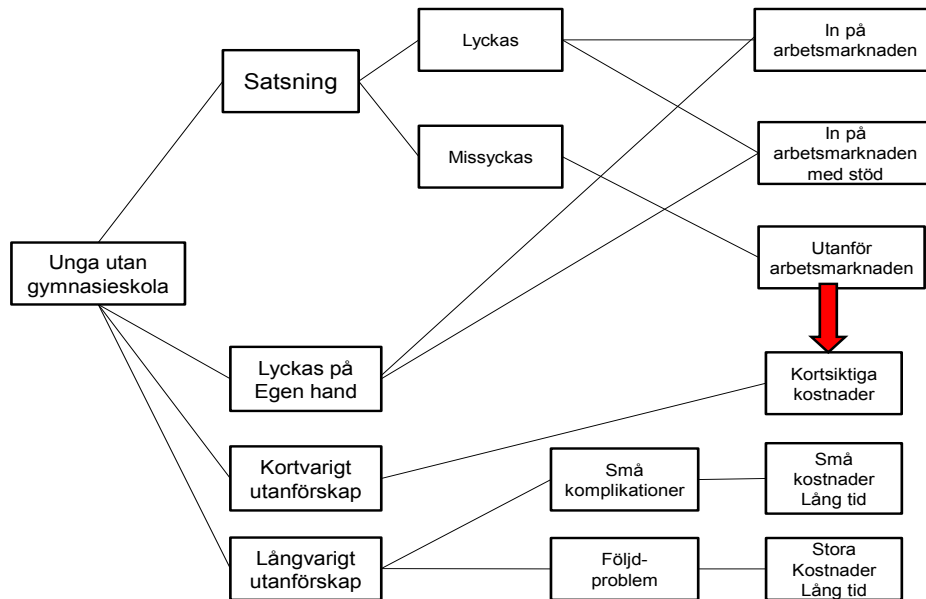 Lyckas
In på
arbetsmarknaden
Satsning
Missyckas
In på
arbetsmarknaden
med stöd
Unga utan
gymnasieskola
Utanför
arbetsmarknaden
Lyckas på
Egen hand
Kortsiktiga
kostnader
Kortvarigt
utanförskap
Små
komplikationer
Små
kostnader
Lång tid
Långvarigt
utanförskap
Följd-
problem
Stora
Kostnader
Lång tid